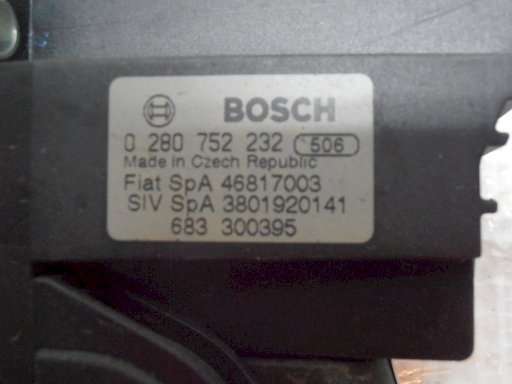 BOSCH
0 280 752 232 506
Made in Czech Republic
Fiat SpA 46817003
SIV SpA 3801920141
683 300395